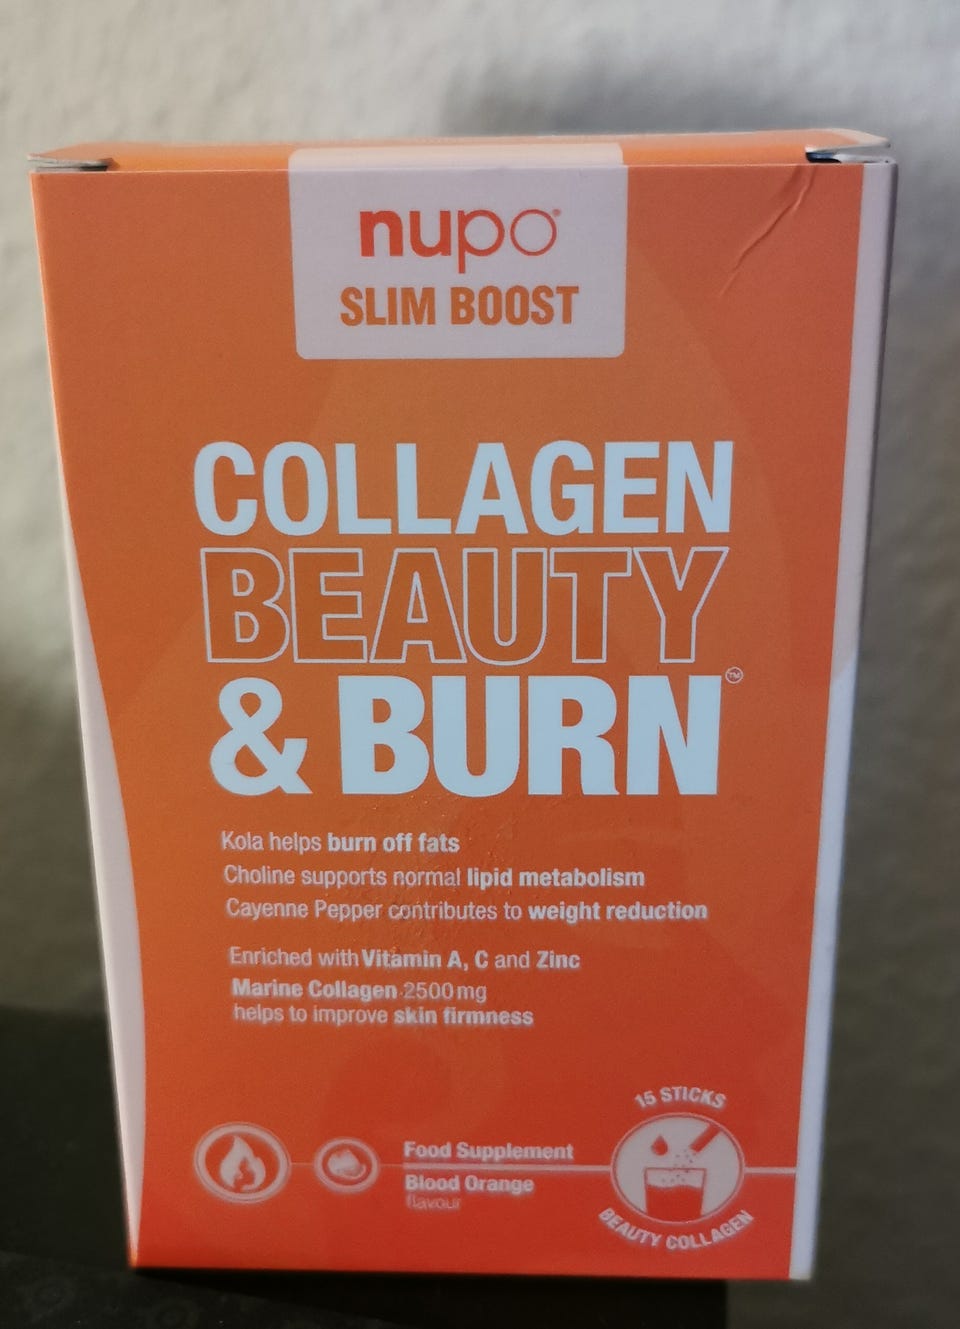 nupo®
SLIM BOOST
COLLAGEN
BEAUTY
& BURN™
Kola helps burn off fats
Choline supports normal lipid metabolism
Cayenne Pepper contributes to weight reduction
Enriched with Vitamin A, C and Zinc
Marine Collagen 2500 mg
helps to improve skin firmness
15 STICKS
Food Supplement
Blood Orange
flavour
BEAUTY COLLAGEN